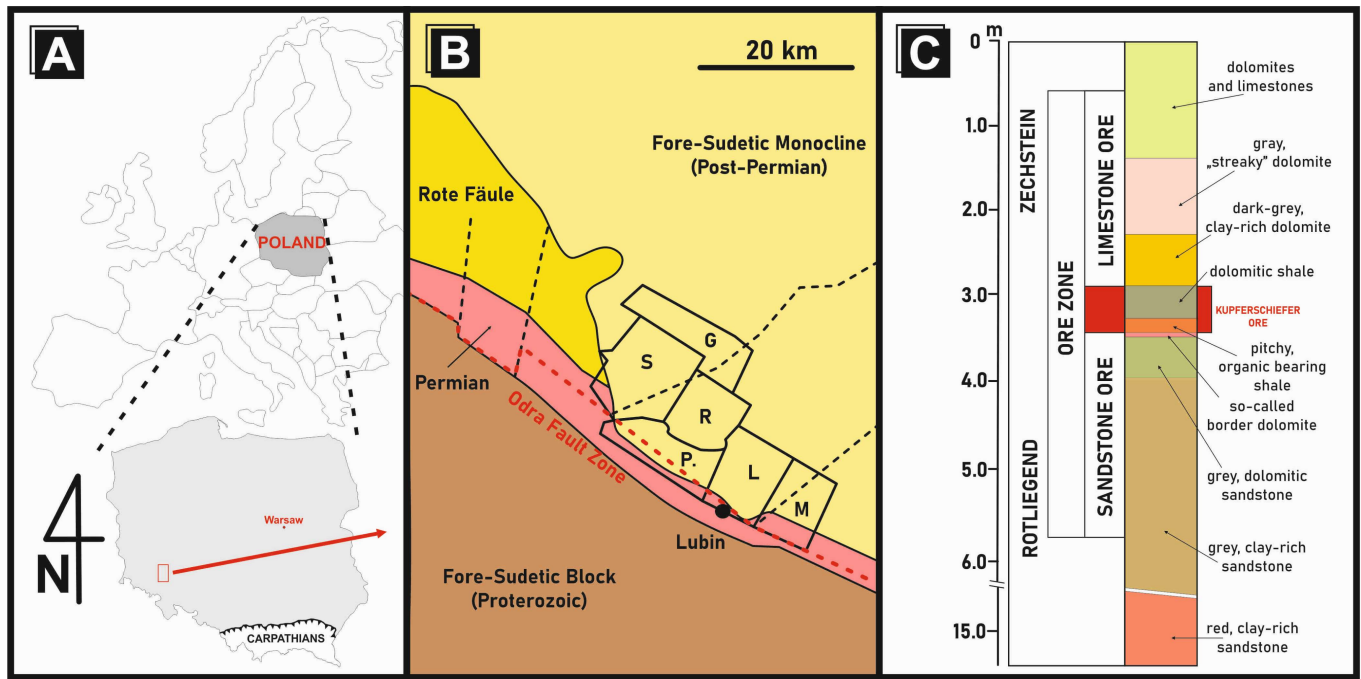 A
POLAND
Warsaw
N
CARPATHIANS
B
20 km
Fore-Sudetic Monocline
(Post-Permian)
Rote Fäule
Permian
Odra Fault Zone
G
S
R
P.
L
M
Lubin
Fore-Sudetic Block
(Proterozoic)
C
0 m
1.0
2.0
3.0
4.0
5.0
6.0
15.0
ZECHSTEIN
ROTLIEGEND
ORE ZONE
LIMESTONE ORE
SANDSTONE ORE
dolomites
and limestones
gray,
„streaky” dolomite
dark-grey,
clay-rich dolomite
dolomitic shale
KUPFERSCHIEFER
ORE
pitchy,
organic bearing
shale
so-called
border dolomite
grey, dolomitic
sandstone
grey, clay-rich
sandstone
red, clay-rich
sandstone